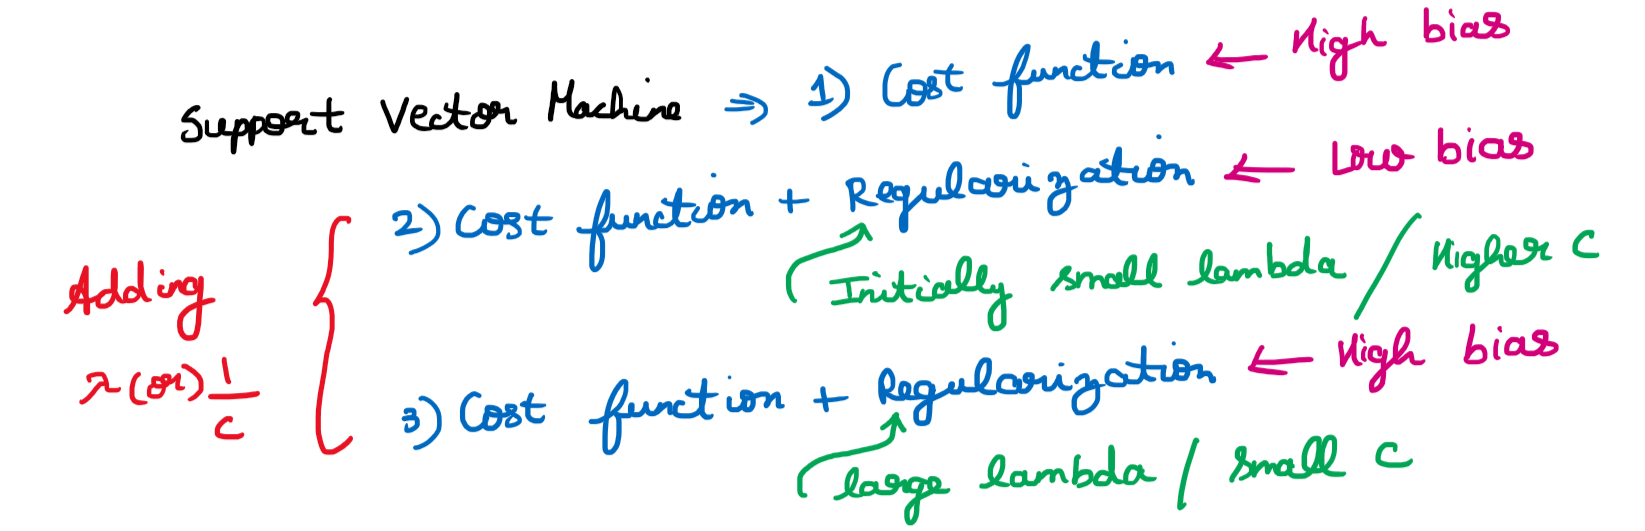 Support Vector Machine ⇒ 1) Cost function ← High bias
2) Cost function + Regularization ← Low bias
Initially small lambda / Higher C
Adding
λ (or) 1/C
3) Cost function + Regularization ← High bias
large lambda / small C